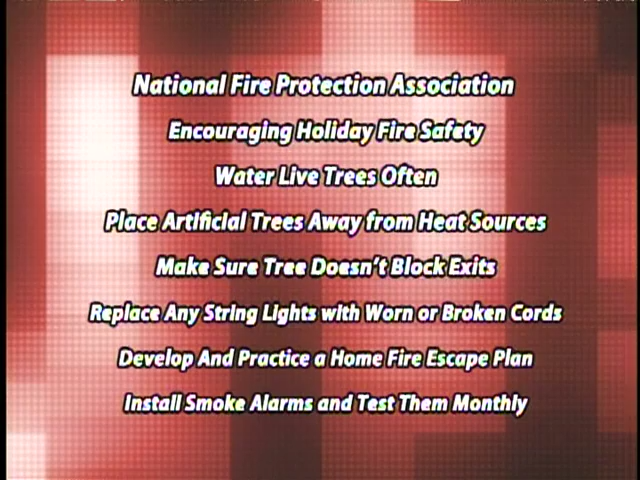 National Fire Protection Association
Encouraging Holiday Fire Safety
Water Live Trees Often
Place Artificial Trees Away from Heat Sources
Make Sure Tree Doesn't Block Exits
Replace Any String Lights with Worn or Broken Cords
Develop And Practice a Home Fire Escape Plan
Install Smoke Alarms and Test Them Monthly